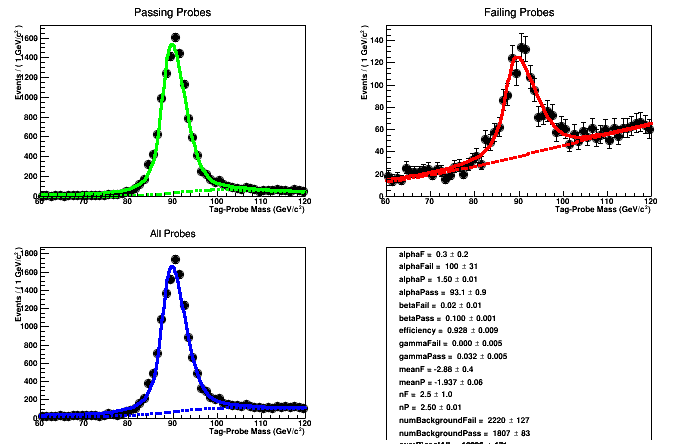 Passing Probes
Events / ( 1 GeV/c² )
1600
1400
1200
1000
800
600
400
200
0
60 70 80 90 100 110 120
Tag-Probe Mass (GeV/c²)
Failing Probes
Events / ( 1 GeV/c² )
140
120
100
80
60
40
20
60 70 80 90 100 110 120
Tag-Probe Mass (GeV/c²)
All Probes
Events / ( 1 GeV/c² )
1800
1600
1400
1200
1000
800
600
400
200
0
60 70 80 90 100 110 120
Tag-Probe Mass (GeV/c²)
alphaF = 0.3 ± 0.2
alphaFail = 100 ± 31
alphaP = 1.50 ± 0.01
alphaPass = 93.1 ± 0.9
betaFail = 0.02 ± 0.01
betaPass = 0.100 ± 0.001
efficiency = 0.928 ± 0.009
gammaFail = 0.000 ± 0.005
gammaPass = 0.032 ± 0.005
meanF = -2.88 ± 0.4
meanP = -1.937 ± 0.06
nF = 2.5 ± 1.0
nP = 2.50 ± 0.01
numBackgroundFail = 2220 ± 127
numBackgroundPass = 1807 ± 83